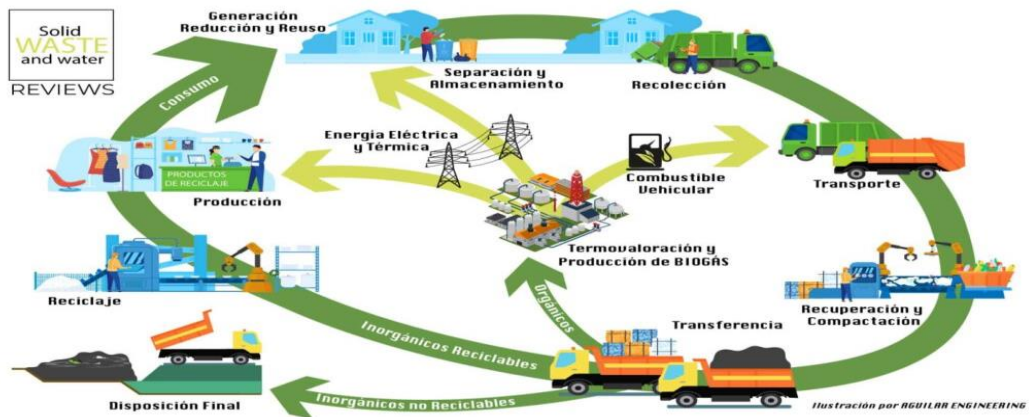 Solid
WASTE
and water
REVIEWS
Generación
Reducción y Reuso
Separación y
Almacenamiento
Recolección
Consumo
Energía Eléctrica
y Térmica
Combustible
Vehicular
Transporte
PRODUCTOS
DE RECICLAJE
Producción
Termovaloración y
Producción de BIOGÁS
Reciclaje
Orgánicos
Recuperación y
Compactación
Transferencia
Inorgánicos Reciclables
Inorgánicos no Reciclables
Disposición Final
Ilustración por AGUILAR ENGINEERING